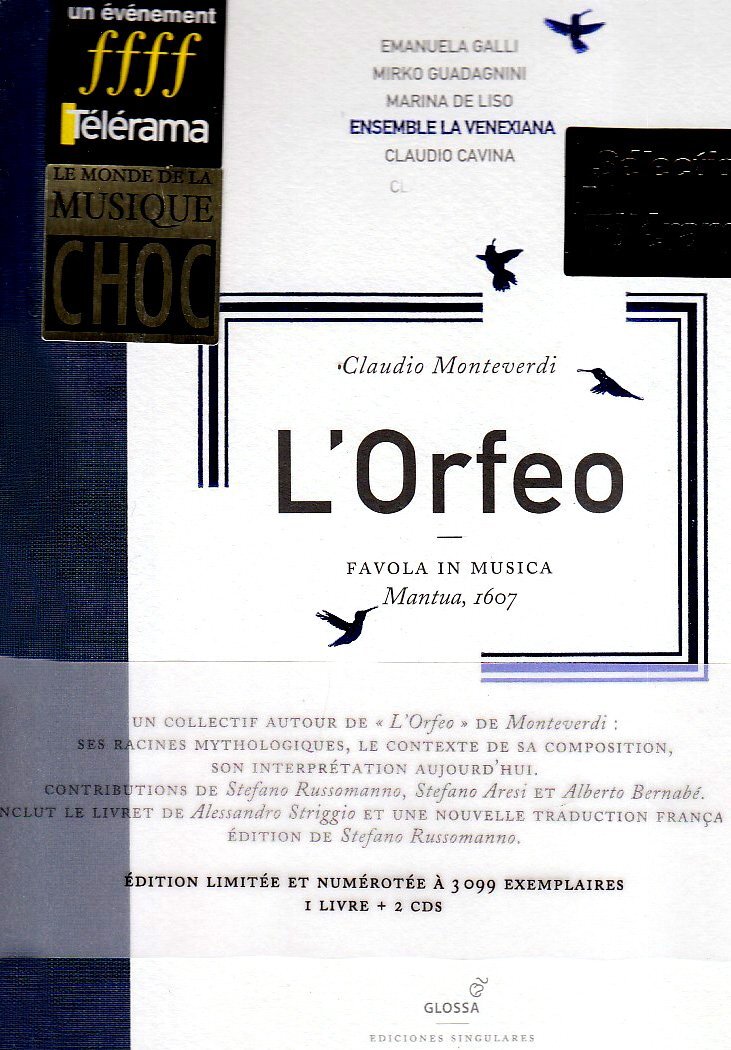 un événement
ffff
Télérama
LE MONDE DE LA
MUSIQUE
CHOC
EMANUELA GALLI
MIRKO GUADAGNINI
MARINA DE LISO
ENSEMBLE LA VENEXIANA
CLAUDIO CAVINA
CL
Claudio Monteverdi
L'Orfeo
FAVOLA IN MUSICA
Mantua, 1607
UN COLLECTIF AUTOUR DE « L'Orfeo » DE Monteverdi :
SES RACINES MYTHOLOGIQUES, LE CONTEXTE DE SA COMPOSITION,
SON INTERPRÉTATION AUJOURD'HUI.
CONTRIBUTIONS DE Stefano Russomanno, Stefano Aresi ET Alberto Bernabé.
NCLUT LE LIVRET DE Alessandro Striggio ET UNE NOUVELLE TRADUCTION FRANÇA
ÉDITION DE Stefano Russomanno.
ÉDITION LIMITÉE ET NUMÉROTÉE À 3099 EXEMPLAIRES
1 LIVRE + 2 CDS
GLOSSA
EDICIONES SINGULARES